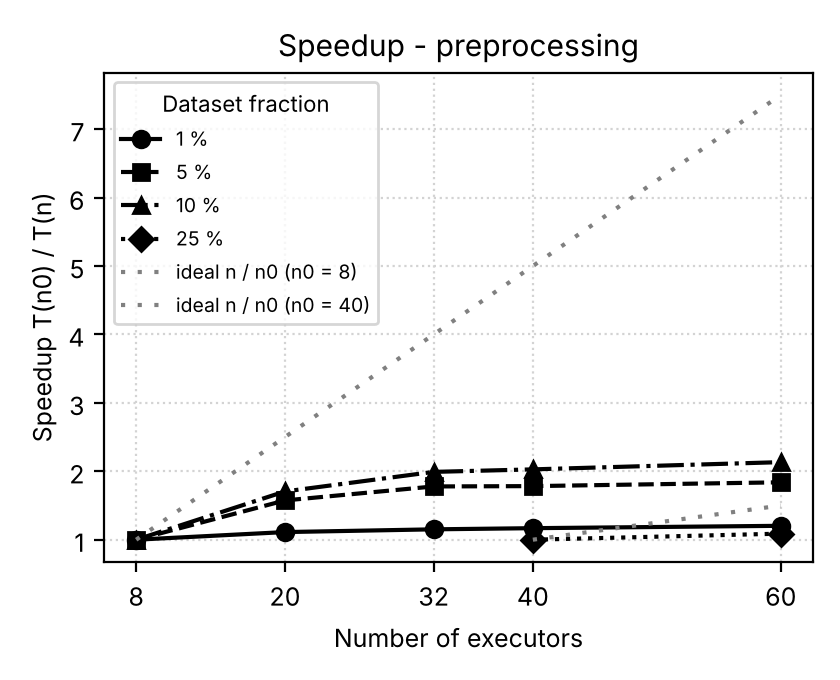 Speedup - preprocessing
Dataset fraction
1 %
5 %
10 %
25 %
ideal n / n0 (n0 = 8)
ideal n / n0 (n0 = 40)
Speedup T(n0) / T(n)
7
6
5
4
3
2
1
8 20 32 40 60
Number of executors